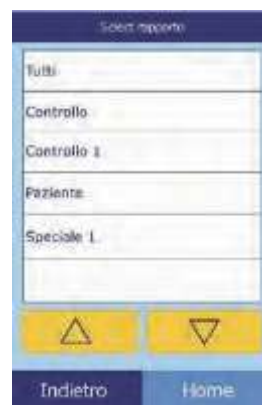 Select rapporto
Tutti
Controllo
Controllo 1
Paziente
Speciale 1
Indietro
Home